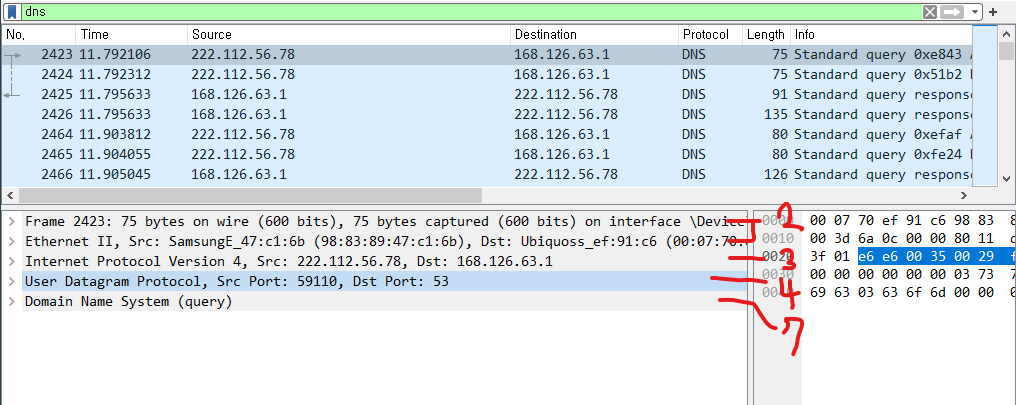 dns
No. Time Source Destination Protocol Length Info
2423 11.792106 222.112.56.78 168.126.63.1 DNS 75 Standard query 0xe843
2424 11.792312 222.112.56.78 168.126.63.1 DNS 75 Standard query 0x51b2
2425 11.795633 168.126.63.1 222.112.56.78 DNS 91 Standard query response
2426 11.795633 168.126.63.1 222.112.56.78 DNS 135 Standard query response
2464 11.903812 222.112.56.78 168.126.63.1 DNS 80 Standard query 0xefaf
2465 11.904055 222.112.56.78 168.126.63.1 DNS 80 Standard query 0xfe24
2466 11.905045 168.126.63.1 222.112.56.78 DNS 126 Standard query response
Frame 2423: 75 bytes on wire (600 bits), 75 bytes captured (600 bits) on interface \Device 2 0000 00 07 70 ef 91 c6 98 83
Ethernet II, Src: SamsungE_47:c1:6b (98:83:89:47:c1:6b), Dst: Ubiquoss_ef:91:c6 (00:07:70: 0010 00 3d 6a 0c 00 00 80 11
Internet Protocol Version 4, Src: 222.112.56.78, Dst: 168.126.63.1 3 0020 3f 01 e6 e6 00 35 00 29
User Datagram Protocol, Src Port: 59110, Dst Port: 53 4 0030 00 00 00 00 00 00 03 73
Domain Name System (query) 7 0040 69 63 03 63 6f 6d 00 00